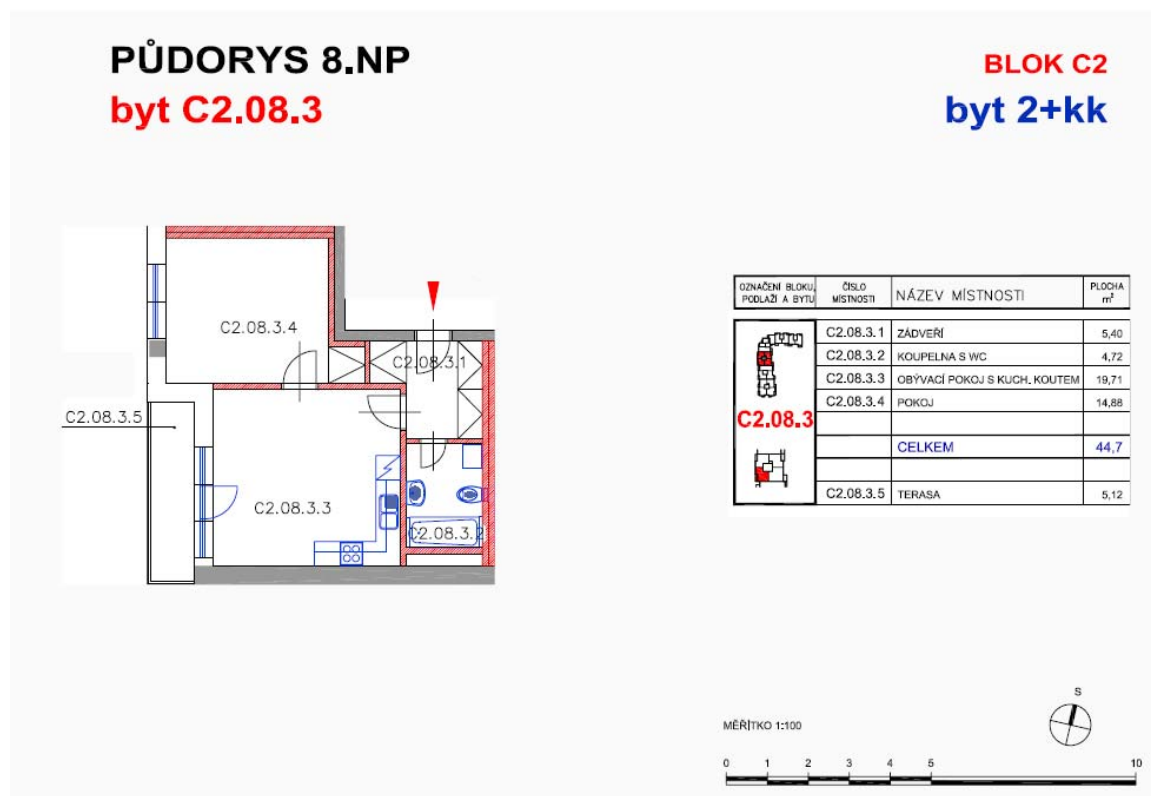 PŮDORYS 8.NP
byt C2.08.3
BLOK C2
byt 2+kk
C2.08.3.4
C2.08.3.1
C2.08.3.5
C2.08.3.3
C2.08.3.2
OZNAČENÍ BLOKU, PODLAŽÍ A BYTU ČÍSLO MÍSTNOSTI NÁZEV MÍSTNOSTI PLOCHA m²
C2.08.3.1 ZÁDVEŘÍ 5,40
C2.08.3.2 KOUPELNA S WC 4,72
C2.08.3.3 OBÝVACÍ POKOJ S KUCH. KOUTEM 19,71
C2.08.3.4 POKOJ 14,88
C2.08.3
CELKEM 44,7
C2.08.3.5 TERASA 5,12
S
MĚŘÍTKO 1:100
0 1 2 3 4 5 10